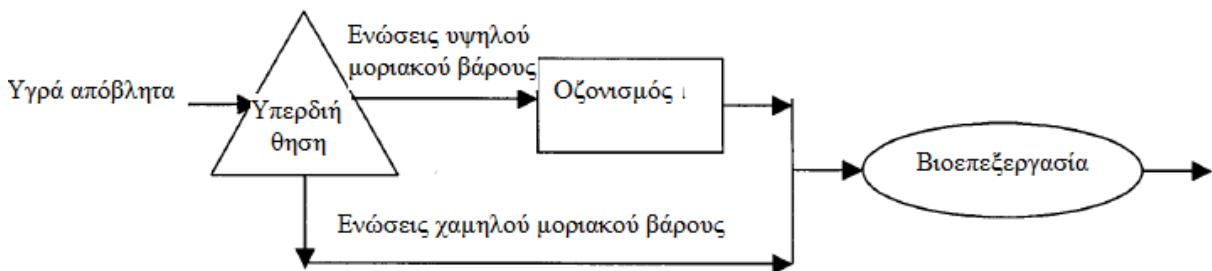 Ενώσεις υψηλού
μοριακού βάρους
Υγρά απόβλητα
Οζονισμός
Υπερδιή
θηση
Βιοεπεξεργασία
Ενώσεις χαμηλού μοριακού βάρους